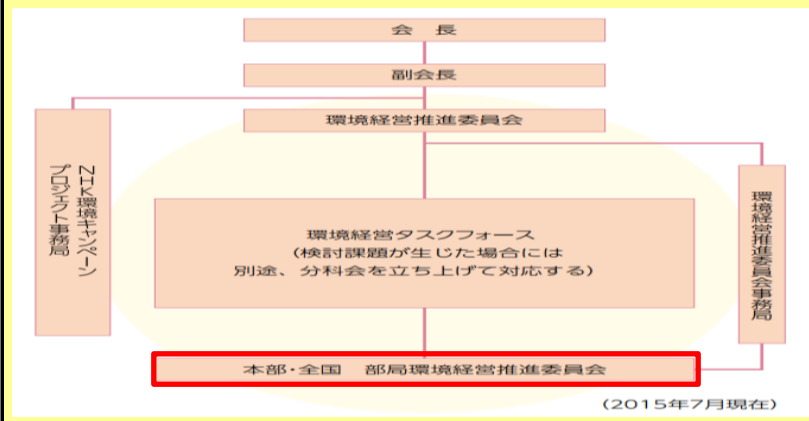 会 長
副会長
環境経営推進委員会
NHK環境キャンペーン
プロジェクト事務局
環境経営タスクフォース
(検討課題が生じた場合には
別途、分科会を立ち上げて対応する)
環境経営推進委員会事務局
本部・全国 部局環境経営推進委員会
(2015年7月現在)